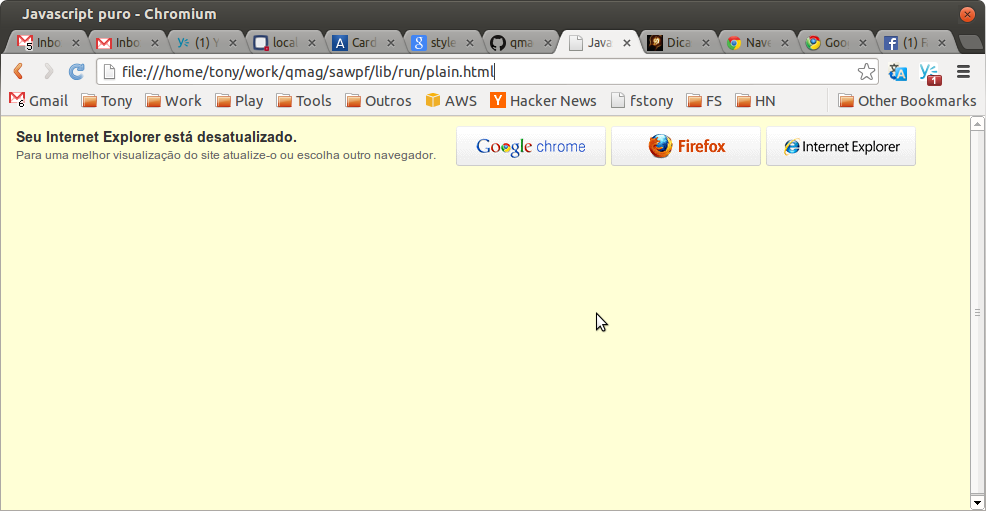 Javascript puro - Chromium
Inbo
Inbo
(1) Y
local
Card
style
qma
Java
Dica
Nave
Goo
(1) F
file:///home/tony/work/qmag/sawpf/lib/run/plain.html
Gmail Tony Work Play Tools Outros AWS Hacker News fstony FS HN Other Bookmarks
Seu Internet Explorer está desatualizado.
Para uma melhor visualização do site atualize-o ou escolha outro navegador.
Google chrome
Firefox
Internet Explorer